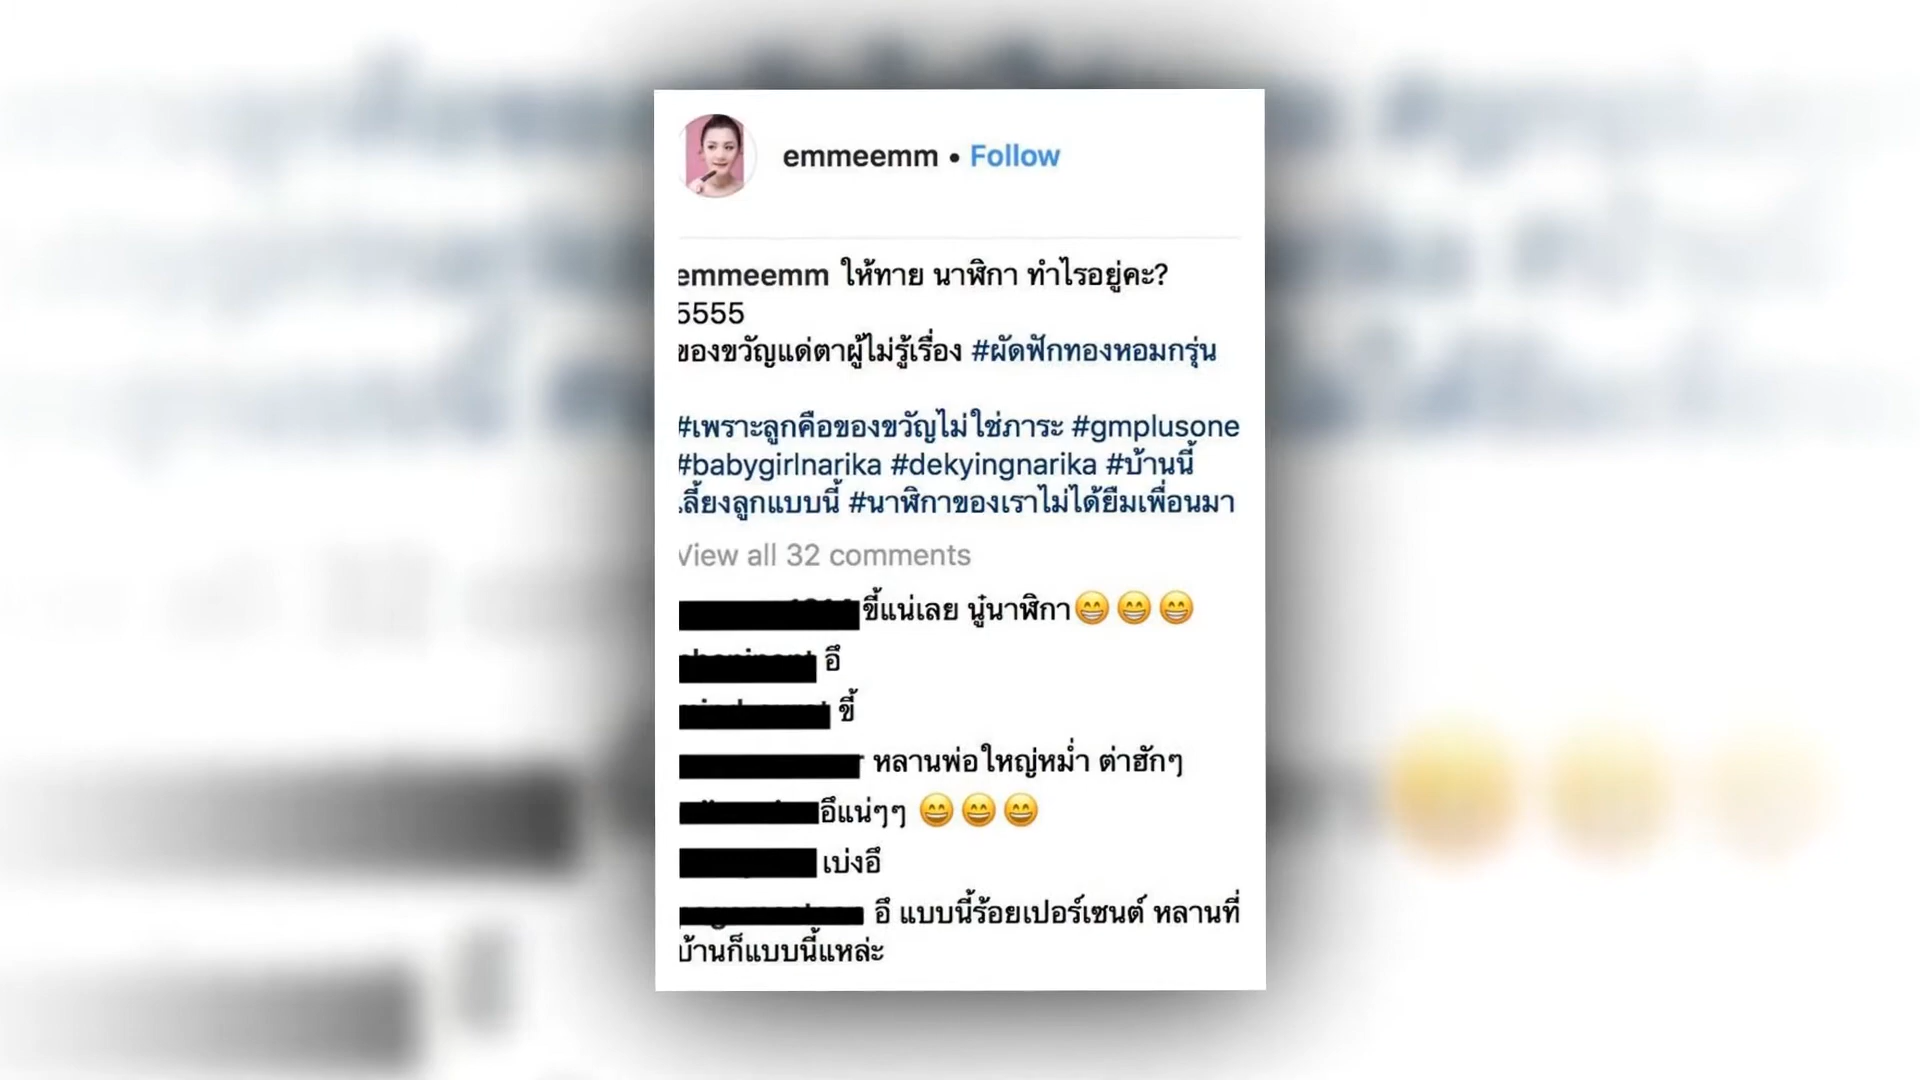 emmeemm • Follow
emmeemm ให้ทาย นาฬิกา ทำไรอยู่คะ?
5555
ของขวัญแด่ตาผู้ไม่รู้เรื่อง #ผัดฟักทองหอมกรุ่น
#เพราะลูกคือของขวัญไม่ใช่ภาระ #gmplusone
#babygirlnarika #dekyingnarika #บ้านนี้
เลี้ยงลูกแบบนี้ #นาฬิกาของเราไม่ได้ยืมเพื่อนมา
View all 32 comments
ขี้แน่เลย นู๋นาฬิกา😁😁😁
อึ
ขี้
หลานพ่อใหญ่หม่ำ ต่าฮักๆ
อึแน่ๆๆ 😄😄😄
เบ่งอึ
อึ แบบนี้ร้อยเปอร์เซนต์ หลานที่
บ้านก็แบบนี้แหล่ะ